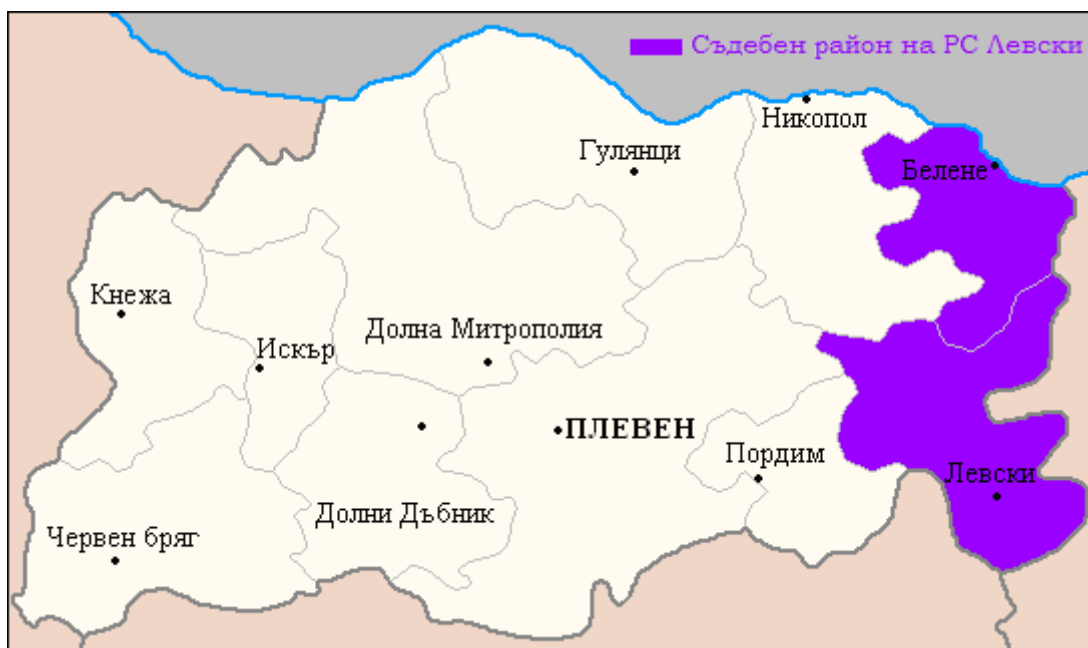 Съдебен район на РС Левски
Никопол
Гулянци
Белене
Кнежа
Искър
Долна Митрополия
ПЛЕВЕН
Пордим
Левски
Долни Дъбник
Червен бряг